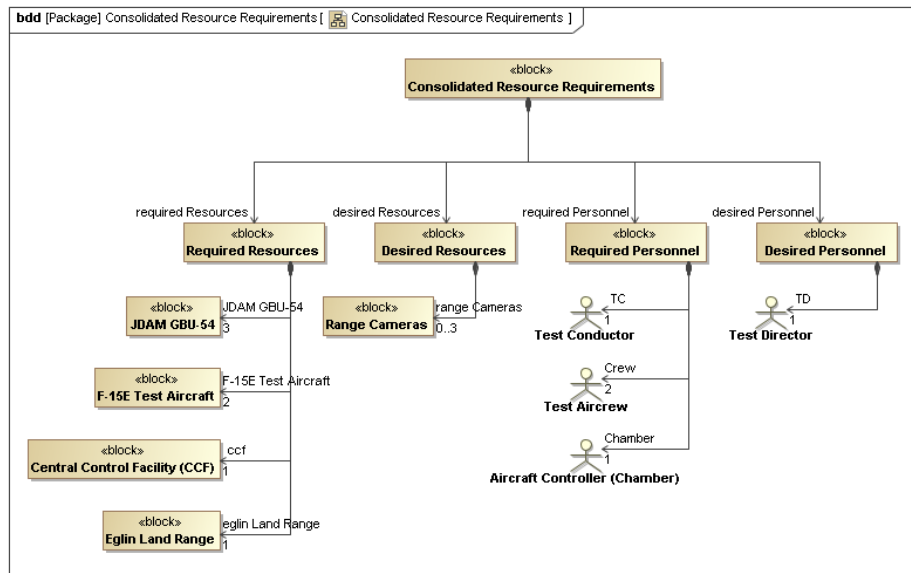 bdd [Package] Consolidated Resource Requirements [ Consolidated Resource Requirements ]
«block»
Consolidated Resource Requirements
required Resources
desired Resources
required Personnel
desired Personnel
«block»
Required Resources
«block»
Desired Resources
«block»
Required Personnel
«block»
Desired Personnel
«block»
JDAM GBU-54
JDAM GBU-54
3
«block»
Range Cameras
range Cameras
0..3
TC
1
Test Conductor
TD
1
Test Director
«block»
F-15E Test Aircraft
F-15E Test Aircraft
2
Crew
2
Test Aircrew
«block»
Central Control Facility (CCF)
ccf
1
Chamber
1
Aircraft Controller (Chamber)
«block»
Eglin Land Range
eglin Land Range
1